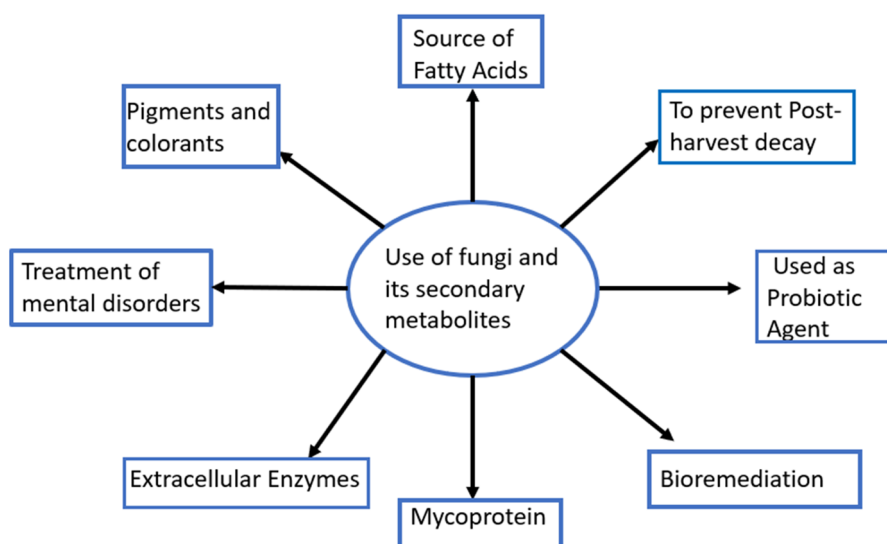 Source of
Fatty Acids
Pigments and
colorants
To prevent Post-
harvest decay
Use of fungi and
its secondary
metabolites
Treatment of
mental disorders
Used as
Probiotic
Agent
Extracellular Enzymes
Mycoprotein
Bioremediation